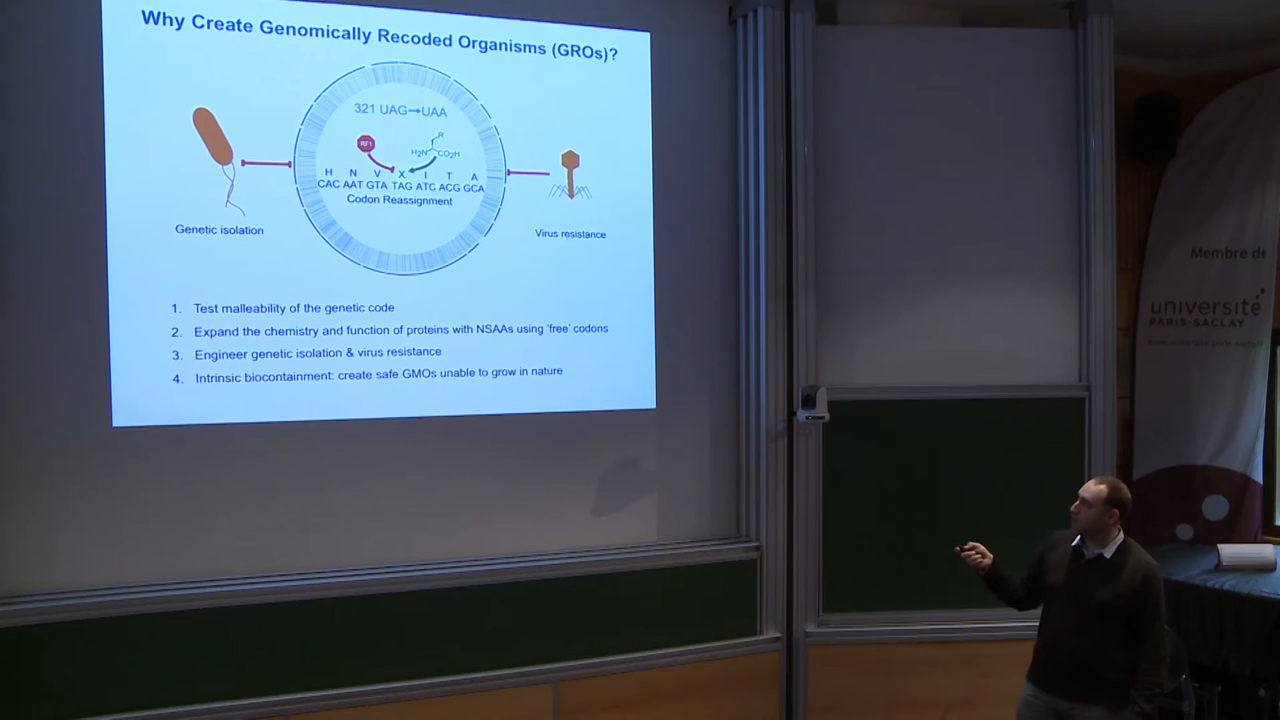 Why Create Genomically Recoded Organisms (GROs)?
321 UAG→UAA
RF1
R
H₂N
CO₂H
H N V X I T A
CAC AAT GTA TAG ATC ACG GCA
Codon Reassignment
Genetic isolation
Virus resistance
1. Test malleability of the genetic code
2. Expand the chemistry and function of proteins with NSAAs using 'free' codons
3. Engineer genetic isolation & virus resistance
4. Intrinsic biocontainment: create safe GMOs unable to grow in nature
Membre de
université
PARIS-SACLAY